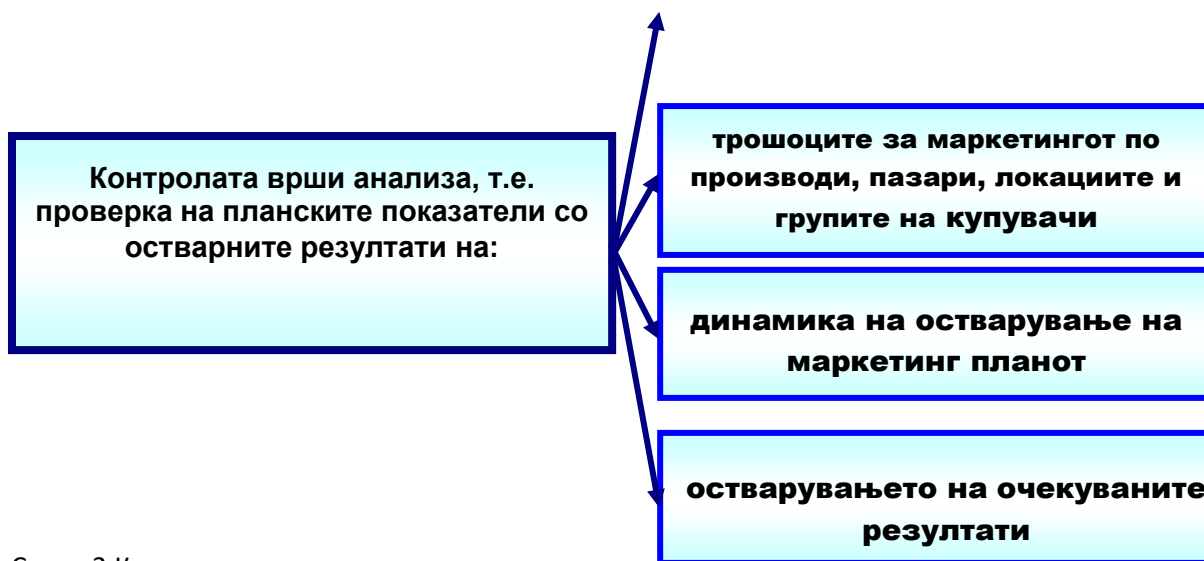 Контролата врши анализа, т.е.
проверка на планските показатели со
остварните резултати на:
трошоците за маркетингот по
производи, пазари, локациите и
групите на купувачи
динамика на остварување на
маркетинг планот
остварувањето на очекуваните
резултати